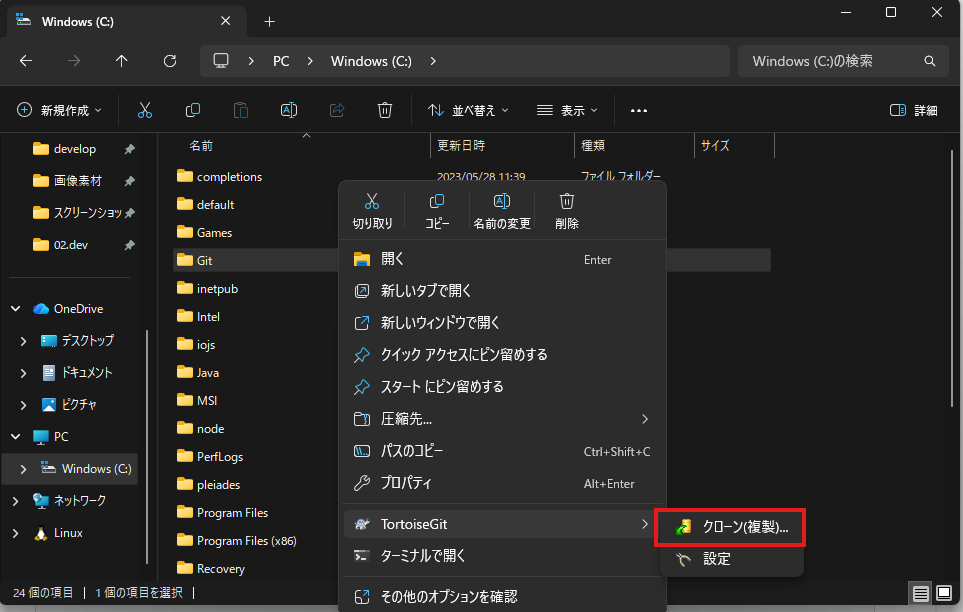 Windows (C:)
PC
Windows (C:)
Windows (C:)の検索
新規作成
並べ替え
表示
詳細
名前
更新日時
種類
サイズ
develop
画像素材
スクリーンショッ
02.dev
OneDrive
デスクトップ
ドキュメント
ピクチャ
PC
Windows (C:)
ネットワーク
Linux
completions
2023/05/28 11:39
ファイル フォルダー
default
Games
Git
inetpub
Intel
iojs
Java
MSI
node
PerfLogs
pleiades
Program Files
Program Files (x86)
Recovery
切り取り
コピー
名前の変更
削除
開く Enter
新しいタブで開く
新しいウィンドウで開く
クイック アクセスにピン留めする
スタート にピン留めする
圧縮先...
パスのコピー Ctrl+Shift+C
プロパティ Alt+Enter
TortoiseGit
ターミナルで開く
その他のオプションを確認
クローン(複製)...
設定
24 個の項目
1 個の項目を選択